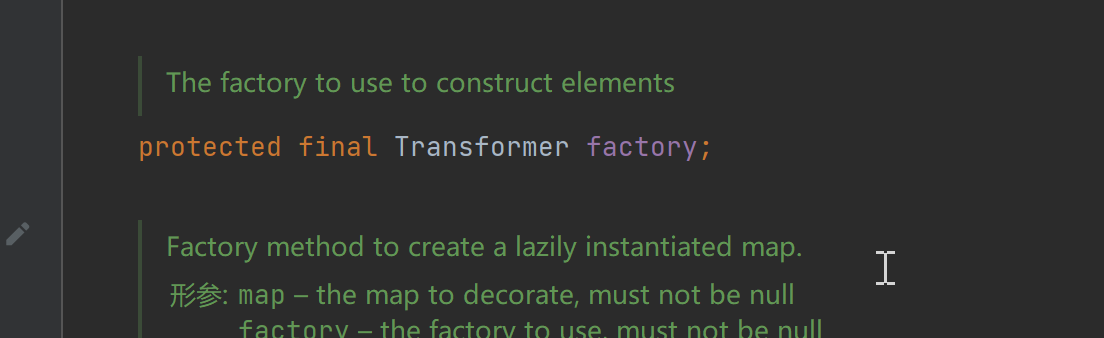 The factory to use to construct elements
protected final Transformer factory;
Factory method to create a lazily instantiated map.
形参: map – the map to decorate, must not be null
factory – the factory to use, must not be null